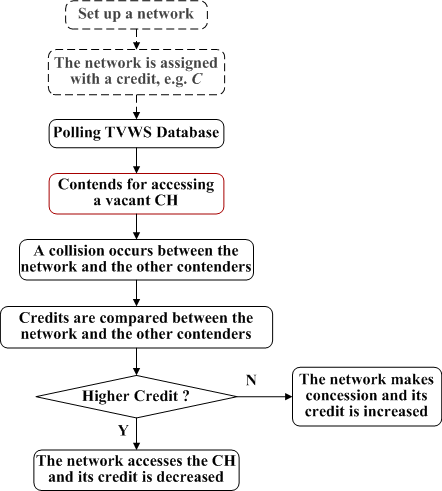 Set up a network
The network is assigned
with a credit, e.g. C
Polling TVWS Database
Contends for accessing
a vacant CH
A collision occurs between the
network and the other contenders
Credits are compared between the
network and the other contenders
Higher Credit ?
N
The network makes
concession and its
credit is increased
Y
The network accesses the CH
and its credit is decreased